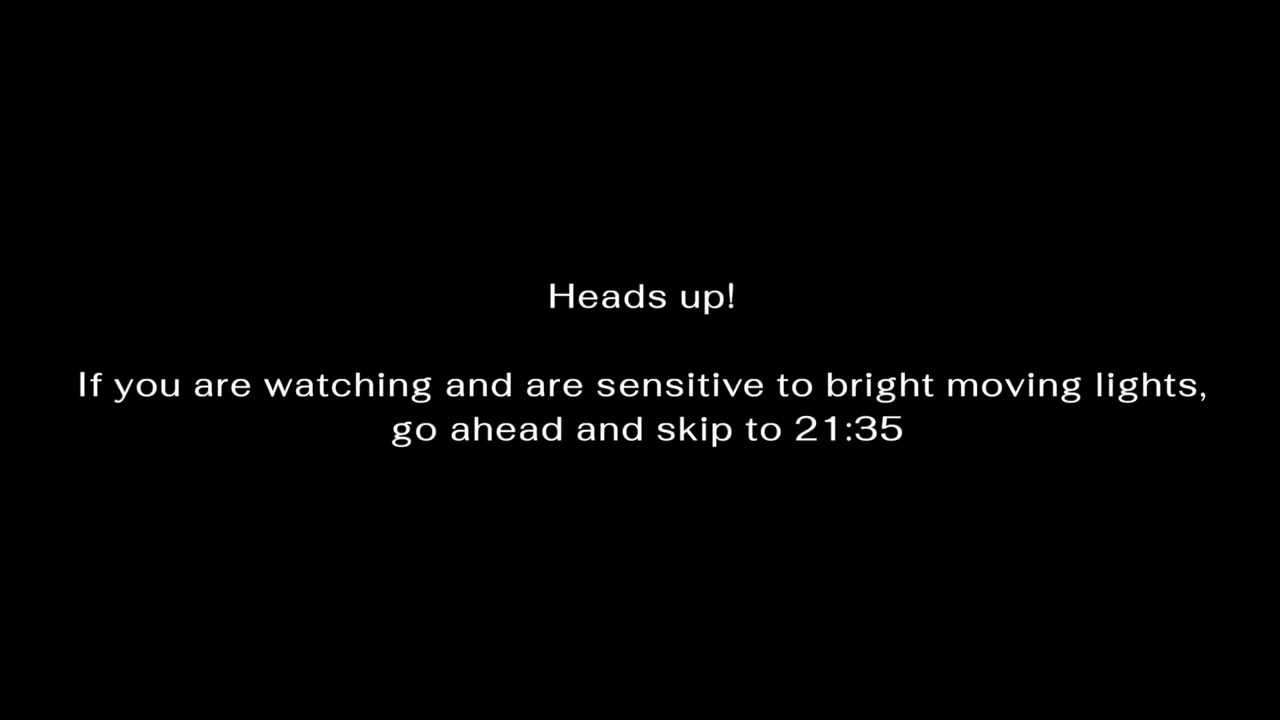 Heads up!
If you are watching and are sensitive to bright moving lights,
go ahead and skip to 21:35